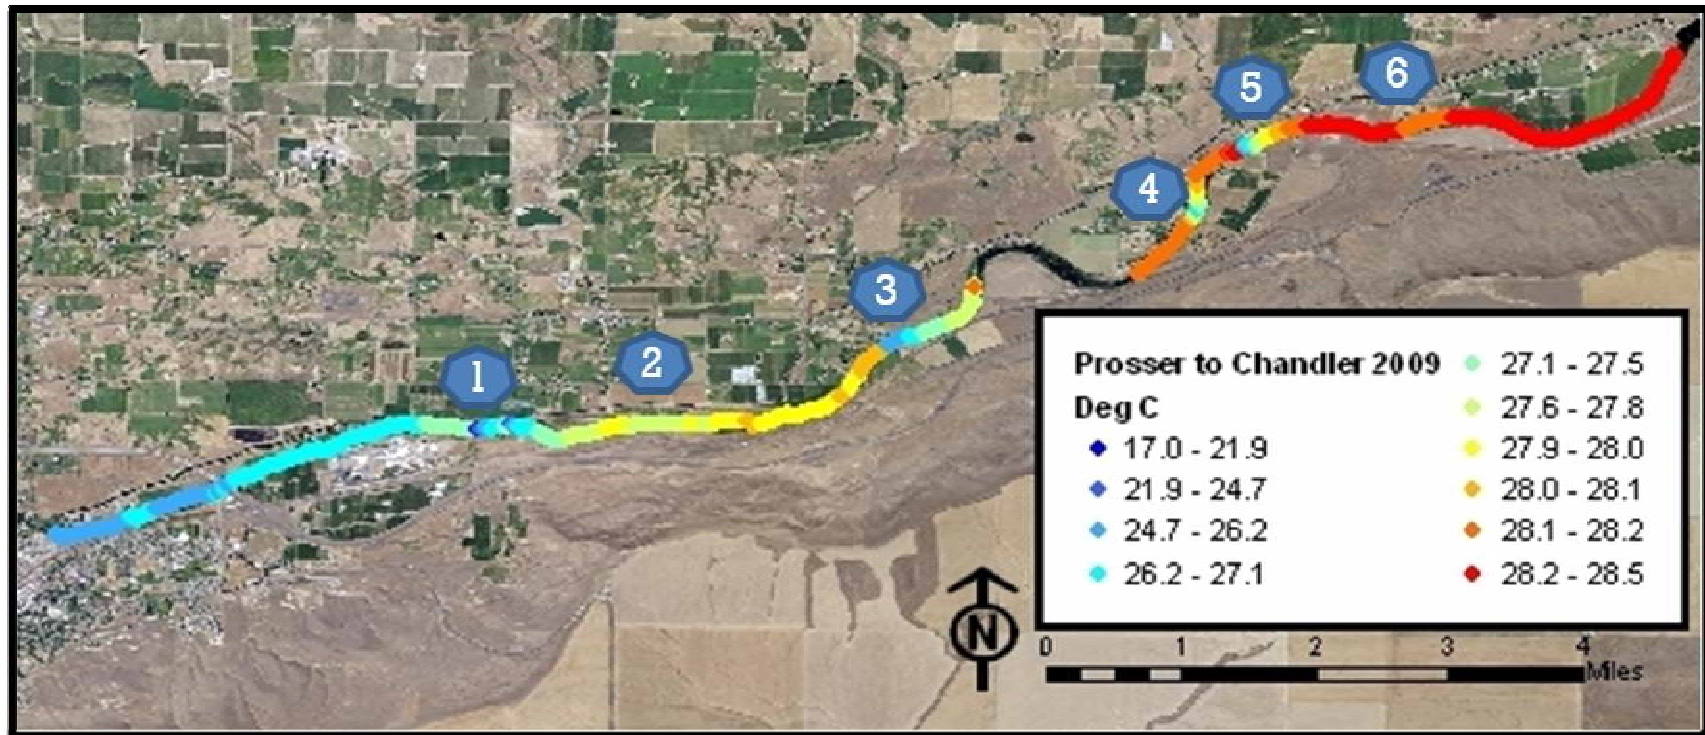 5
6
4
3
2
1
Prosser to Chandler 2009
Deg C
17.0 - 21.9
21.9 - 24.7
24.7 - 26.2
26.2 - 27.1
27.1 - 27.5
27.6 - 27.8
27.9 - 28.0
28.0 - 28.1
28.1 - 28.2
28.2 - 28.5
N
0 1 2 3 4
Miles